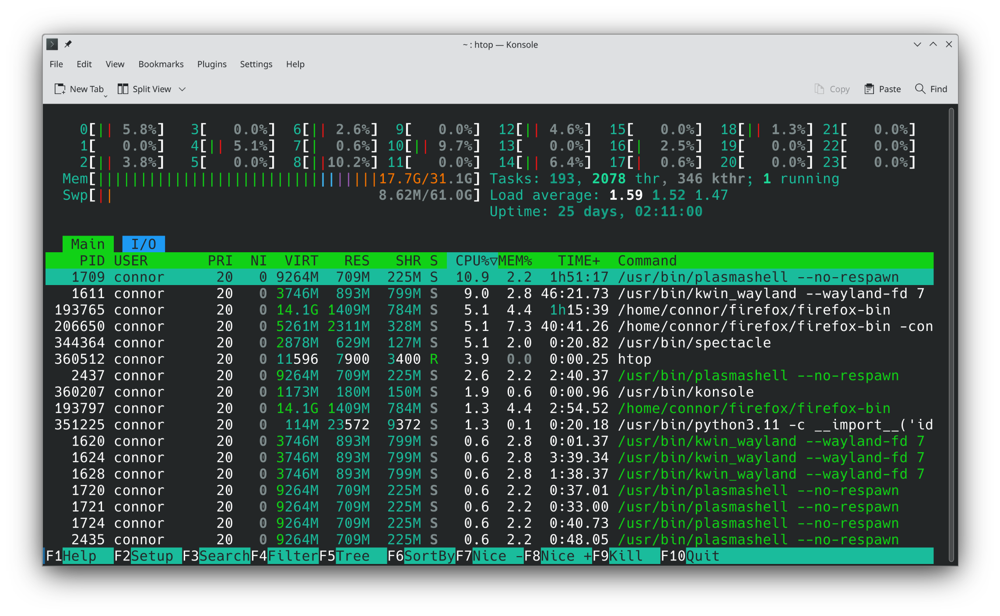 ~ : htop — Konsole
File Edit View Bookmarks Plugins Settings Help
New Tab Split View Copy Paste Find
0[|| 5.8%] 3[ 0.0%] 6[|| 2.6%] 9[ 0.0%] 12[|| 4.6%] 15[ 0.0%] 18[|| 1.3%] 21[ 0.0%]
1[ 0.0%] 4[|| 5.1%] 7[| 0.6%] 10[|| 9.7%] 13[ 0.0%] 16[| 2.5%] 19[ 0.0%] 22[ 0.0%]
2[|| 3.8%] 5[ 0.0%] 8[||10.2%] 11[ 0.0%] 14[|| 6.4%] 17[| 0.6%] 20[ 0.0%] 23[ 0.0%]
Mem[|||||||||||||||||||||||||||||||||17.7G/31.1G] Tasks: 193, 2078 thr, 346 kthr; 1 running
Swp[|| 8.62M/61.0G] Load average: 1.59 1.52 1.47
Uptime: 25 days, 02:11:00
Main I/O
PID USER PRI NI VIRT RES SHR S CPU%▽MEM% TIME+ Command
1709 connor 20 0 9264M 709M 225M S 10.9 2.2 1h51:17 /usr/bin/plasmashell --no-respawn
1611 connor 20 0 3746M 893M 799M S 9.0 2.8 46:21.73 /usr/bin/kwin_wayland --wayland-fd 7
193765 connor 20 0 14.1G 1409M 784M S 5.1 4.4 1h15:39 /home/connor/firefox/firefox-bin
206650 connor 20 0 5261M 2311M 328M S 5.1 7.3 40:41.26 /home/connor/firefox/firefox-bin -con
344364 connor 20 0 2878M 629M 127M S 5.1 2.0 0:20.82 /usr/bin/spectacle
360512 connor 20 0 11596 7900 3400 R 3.9 0.0 0:00.25 htop
2437 connor 20 0 9264M 709M 225M S 2.6 2.2 2:40.37 /usr/bin/plasmashell --no-respawn
360207 connor 20 0 1173M 180M 150M S 1.9 0.6 0:00.96 /usr/bin/konsole
193797 connor 20 0 14.1G 1409M 784M S 1.3 4.4 2:54.52 /home/connor/firefox/firefox-bin
351225 connor 20 0 114M 23572 9372 S 1.3 0.1 0:20.18 /usr/bin/python3.11 -c __import__('id
1620 connor 20 0 3746M 893M 799M S 0.6 2.8 0:01.37 /usr/bin/kwin_wayland --wayland-fd 7
1624 connor 20 0 3746M 893M 799M S 0.6 2.8 3:39.34 /usr/bin/kwin_wayland --wayland-fd 7
1628 connor 20 0 3746M 893M 799M S 0.6 2.8 1:38.37 /usr/bin/kwin_wayland --wayland-fd 7
1720 connor 20 0 9264M 709M 225M S 0.6 2.2 0:37.01 /usr/bin/plasmashell --no-respawn
1721 connor 20 0 9264M 709M 225M S 0.6 2.2 0:33.00 /usr/bin/plasmashell --no-respawn
1724 connor 20 0 9264M 709M 225M S 0.6 2.2 0:40.73 /usr/bin/plasmashell --no-respawn
2435 connor 20 0 9264M 709M 225M S 0.6 2.2 0:48.05 /usr/bin/plasmashell --no-respawn
F1Help F2Setup F3SearchF4FilterF5Tree F6SortByF7Nice -F8Nice +F9Kill F10Quit